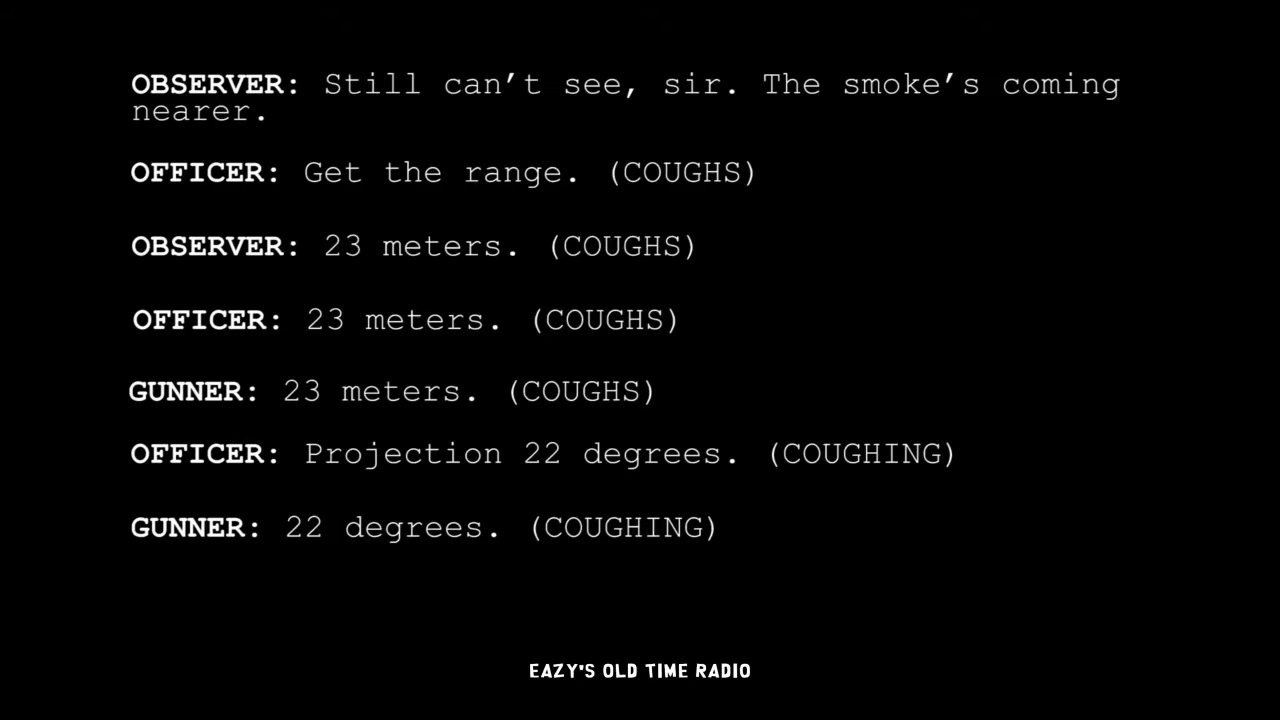 OBSERVER: Still can’t see, sir. The smoke’s coming
nearer.
OFFICER: Get the range. (COUGHS)
OBSERVER: 23 meters. (COUGHS)
OFFICER: 23 meters. (COUGHS)
GUNNER: 23 meters. (COUGHS)
OFFICER: Projection 22 degrees. (COUGHING)
GUNNER: 22 degrees. (COUGHING)
EAZY'S OLD TIME RADIO